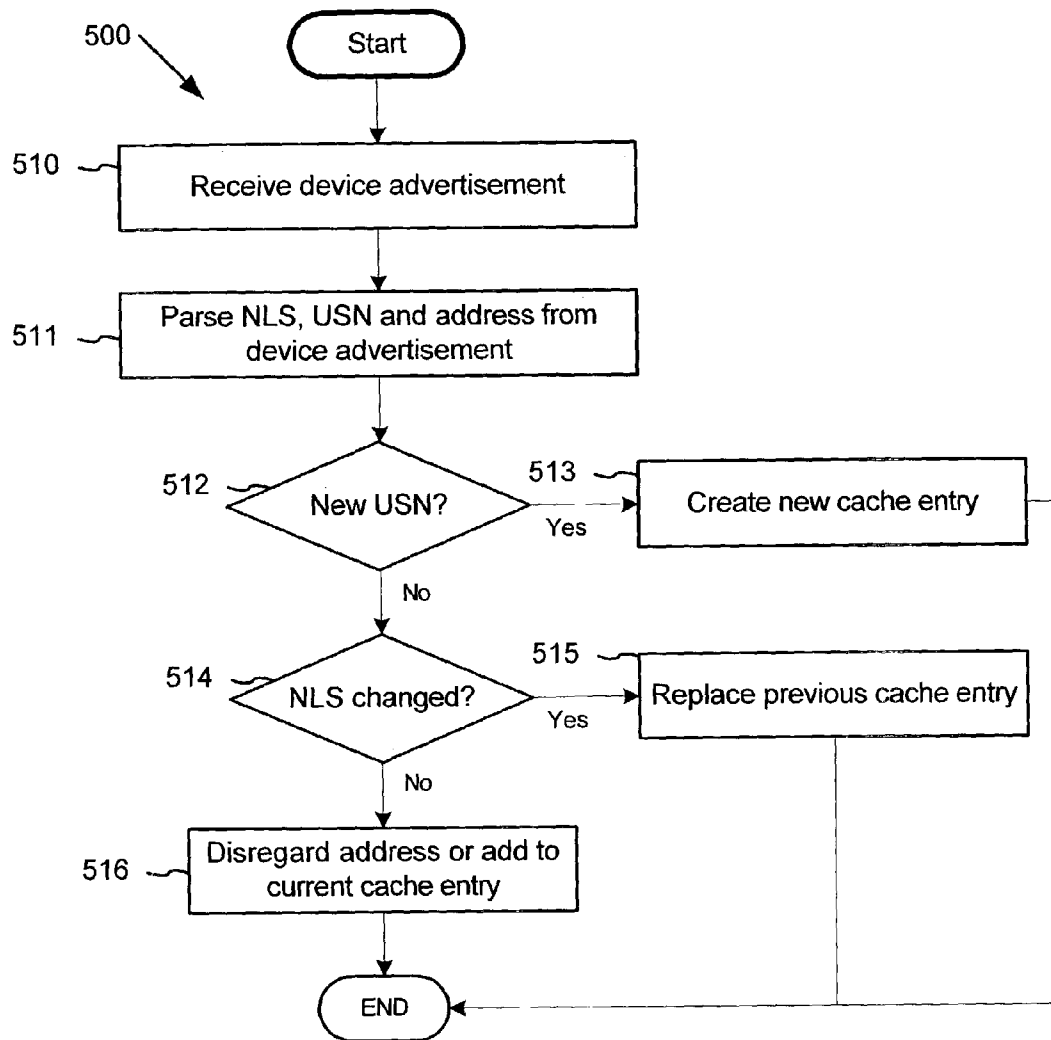 500
Start
510
Receive device advertisement
511
Parse NLS, USN and address from
device advertisement
512
New USN?
Yes
513
Create new cache entry
No
514
NLS changed?
Yes
515
Replace previous cache entry
No
516
Disregard address or add to
current cache entry
END